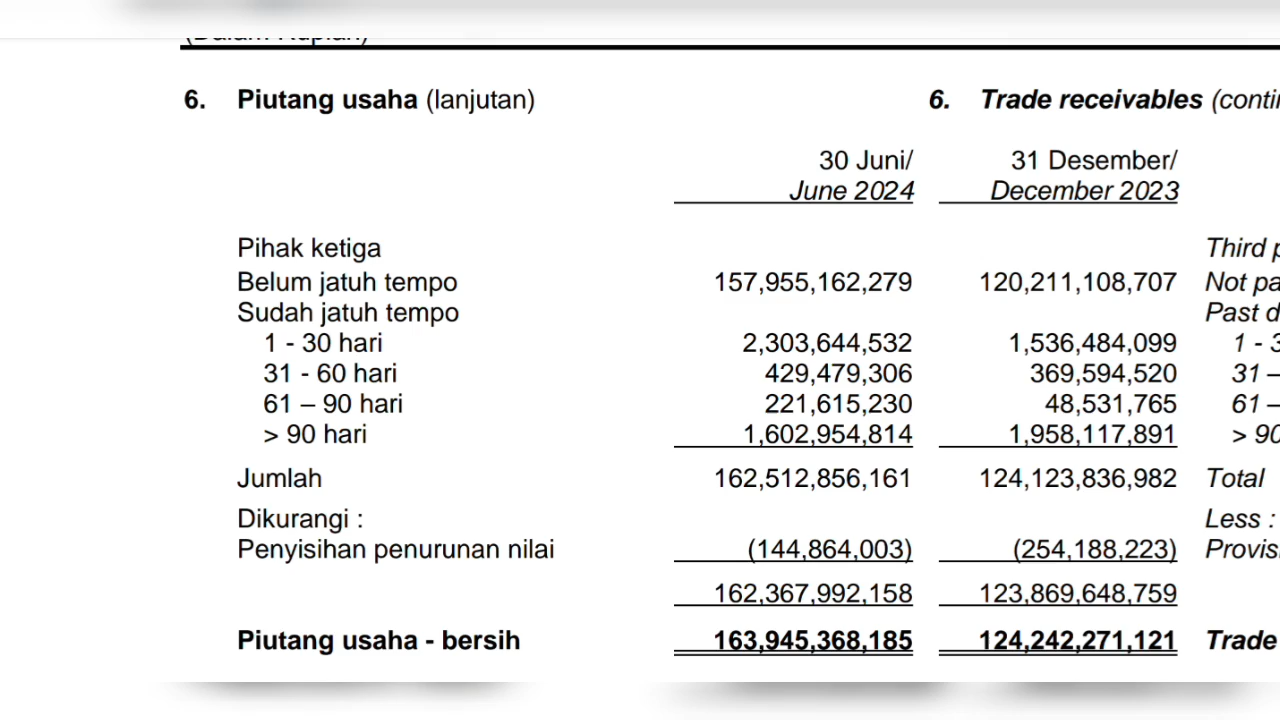 6. Piutang usaha (lanjutan) 6. Trade receivables
30 Juni/ 31 Desember/
June 2024 December 2023
Pihak ketiga Third
Belum jatuh tempo 157,955,162,279 120,211,108,707 Not
Sudah jatuh tempo Past
1 - 30 hari 2,303,644,532 1,536,484,099 1 -
31 - 60 hari 429,479,306 369,594,520 31 –
61 – 90 hari 221,615,230 48,531,765 61 –
> 90 hari 1,602,954,814 1,958,117,891 > 90
Jumlah 162,512,856,161 124,123,836,982 Total
Dikurangi : Less :
Penyisihan penurunan nilai (144,864,003) (254,188,223)
162,367,992,158 123,869,648,759
Piutang usaha - bersih 163,945,368,185 124,242,271,121 Trade